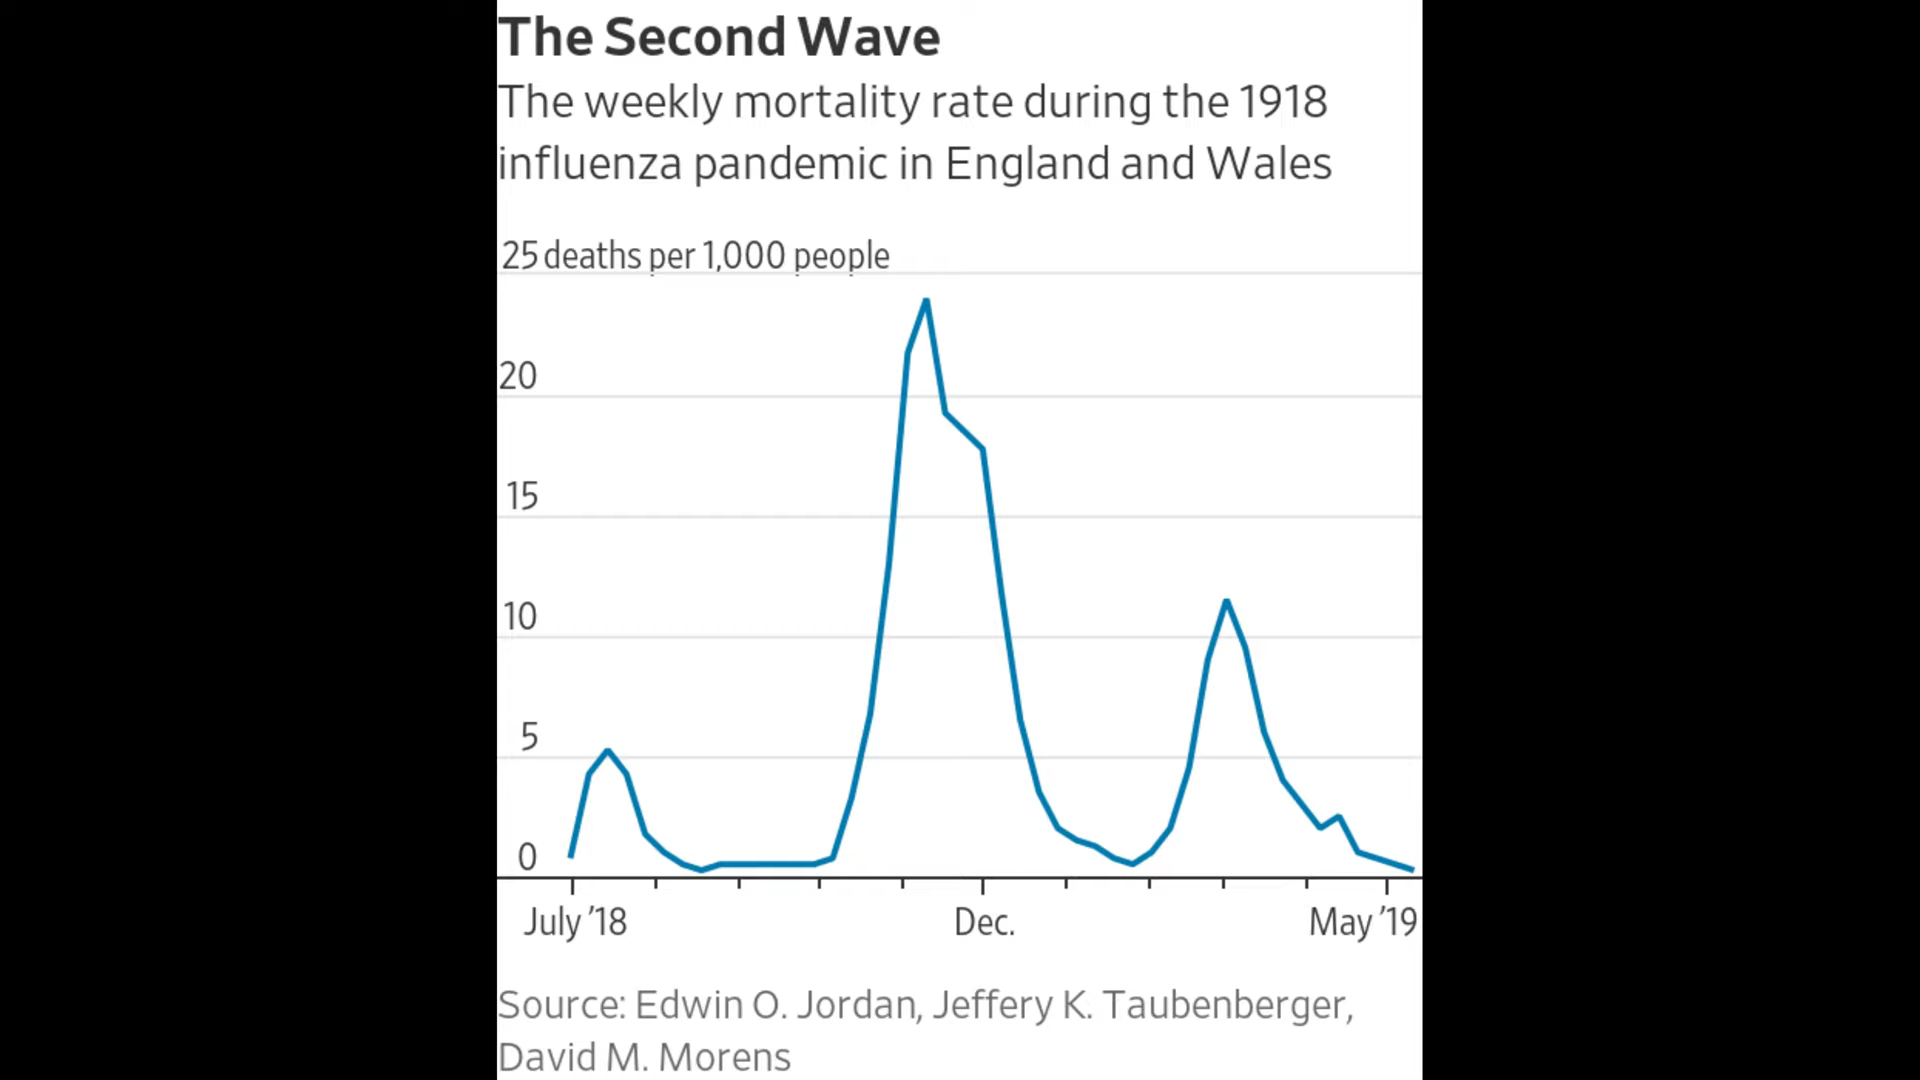 The Second Wave
The weekly mortality rate during the 1918
influenza pandemic in England and Wales
25 deaths per 1,000 people
20
15
10
5
0
July ’18 Dec. May ’19
Source: Edwin O. Jordan, Jeffery K. Taubenberger,
David M. Morens